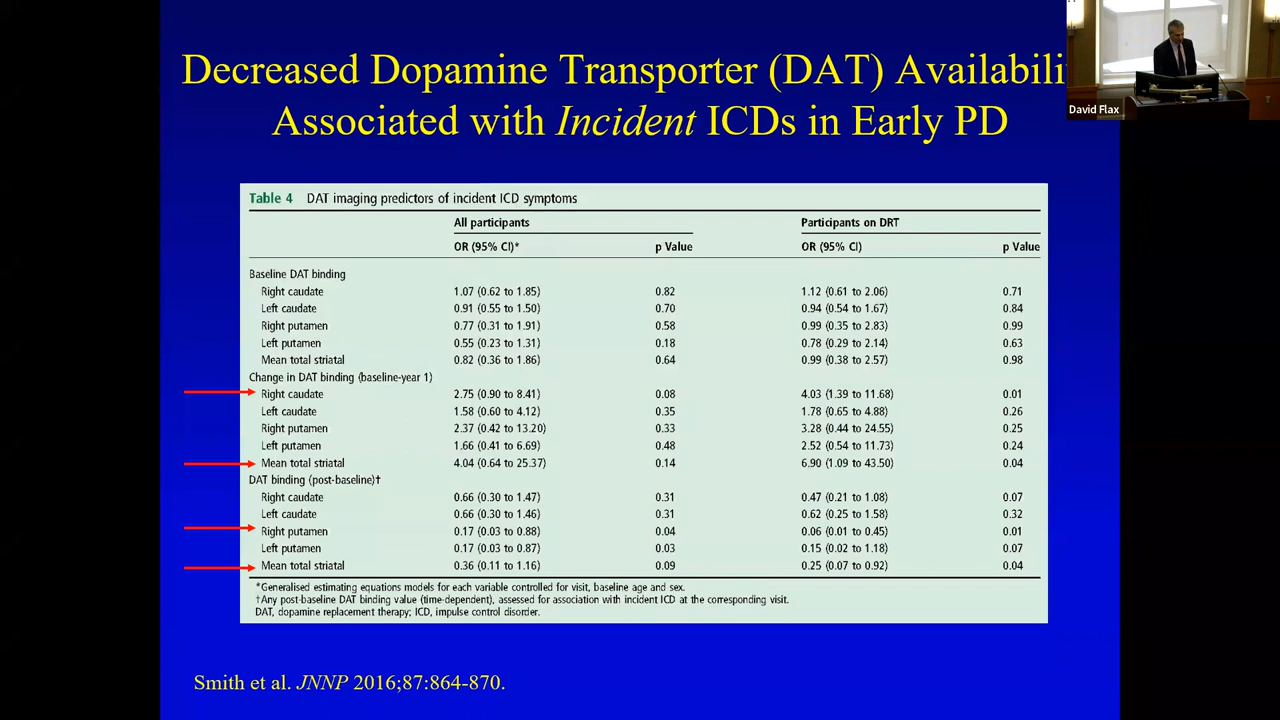 Decreased Dopamine Transporter (DAT) Availabili
Associated with Incident ICDs in Early PD
David Flax
Table 4 DAT imaging predictors of incident ICD symptoms
All participants Participants on DRT
OR (95% CI)* p Value OR (95% CI) p Value
Baseline DAT binding
Right caudate 1.07 (0.62 to 1.85) 0.82 1.12 (0.61 to 2.06) 0.71
Left caudate 0.91 (0.55 to 1.50) 0.70 0.94 (0.54 to 1.67) 0.84
Right putamen 0.77 (0.31 to 1.91) 0.58 0.99 (0.35 to 2.83) 0.99
Left putamen 0.55 (0.23 to 1.31) 0.18 0.78 (0.29 to 2.14) 0.63
Mean total striatal 0.82 (0.36 to 1.86) 0.64 0.99 (0.38 to 2.57) 0.98
Change in DAT binding (baseline-year 1)
Right caudate 2.75 (0.90 to 8.41) 0.08 4.03 (1.39 to 11.68) 0.01
Left caudate 1.58 (0.60 to 4.12) 0.35 1.78 (0.65 to 4.88) 0.26
Right putamen 2.37 (0.42 to 13.20) 0.33 3.28 (0.44 to 24.55) 0.25
Left putamen 1.66 (0.41 to 6.69) 0.48 2.52 (0.54 to 11.73) 0.24
Mean total striatal 4.04 (0.64 to 25.37) 0.14 6.90 (1.09 to 43.50) 0.04
DAT binding (post-baseline)†
Right caudate 0.66 (0.30 to 1.47) 0.31 0.47 (0.21 to 1.08) 0.07
Left caudate 0.66 (0.30 to 1.46) 0.31 0.62 (0.25 to 1.58) 0.32
Right putamen 0.17 (0.03 to 0.88) 0.04 0.06 (0.01 to 0.45) 0.01
Left putamen 0.17 (0.03 to 0.87) 0.03 0.15 (0.02 to 1.18) 0.07
Mean total striatal 0.36 (0.11 to 1.16) 0.09 0.25 (0.07 to 0.92) 0.04
*Generalised estimating equations models for each variable controlled for visit, baseline age and sex.
†Any post-baseline DAT binding value (time-dependent), assessed for association with incident ICD at the corresponding visit.
DAT, dopamine replacement therapy; ICD, impulse control disorder.
Smith et al. JNNP 2016;87:864-870.